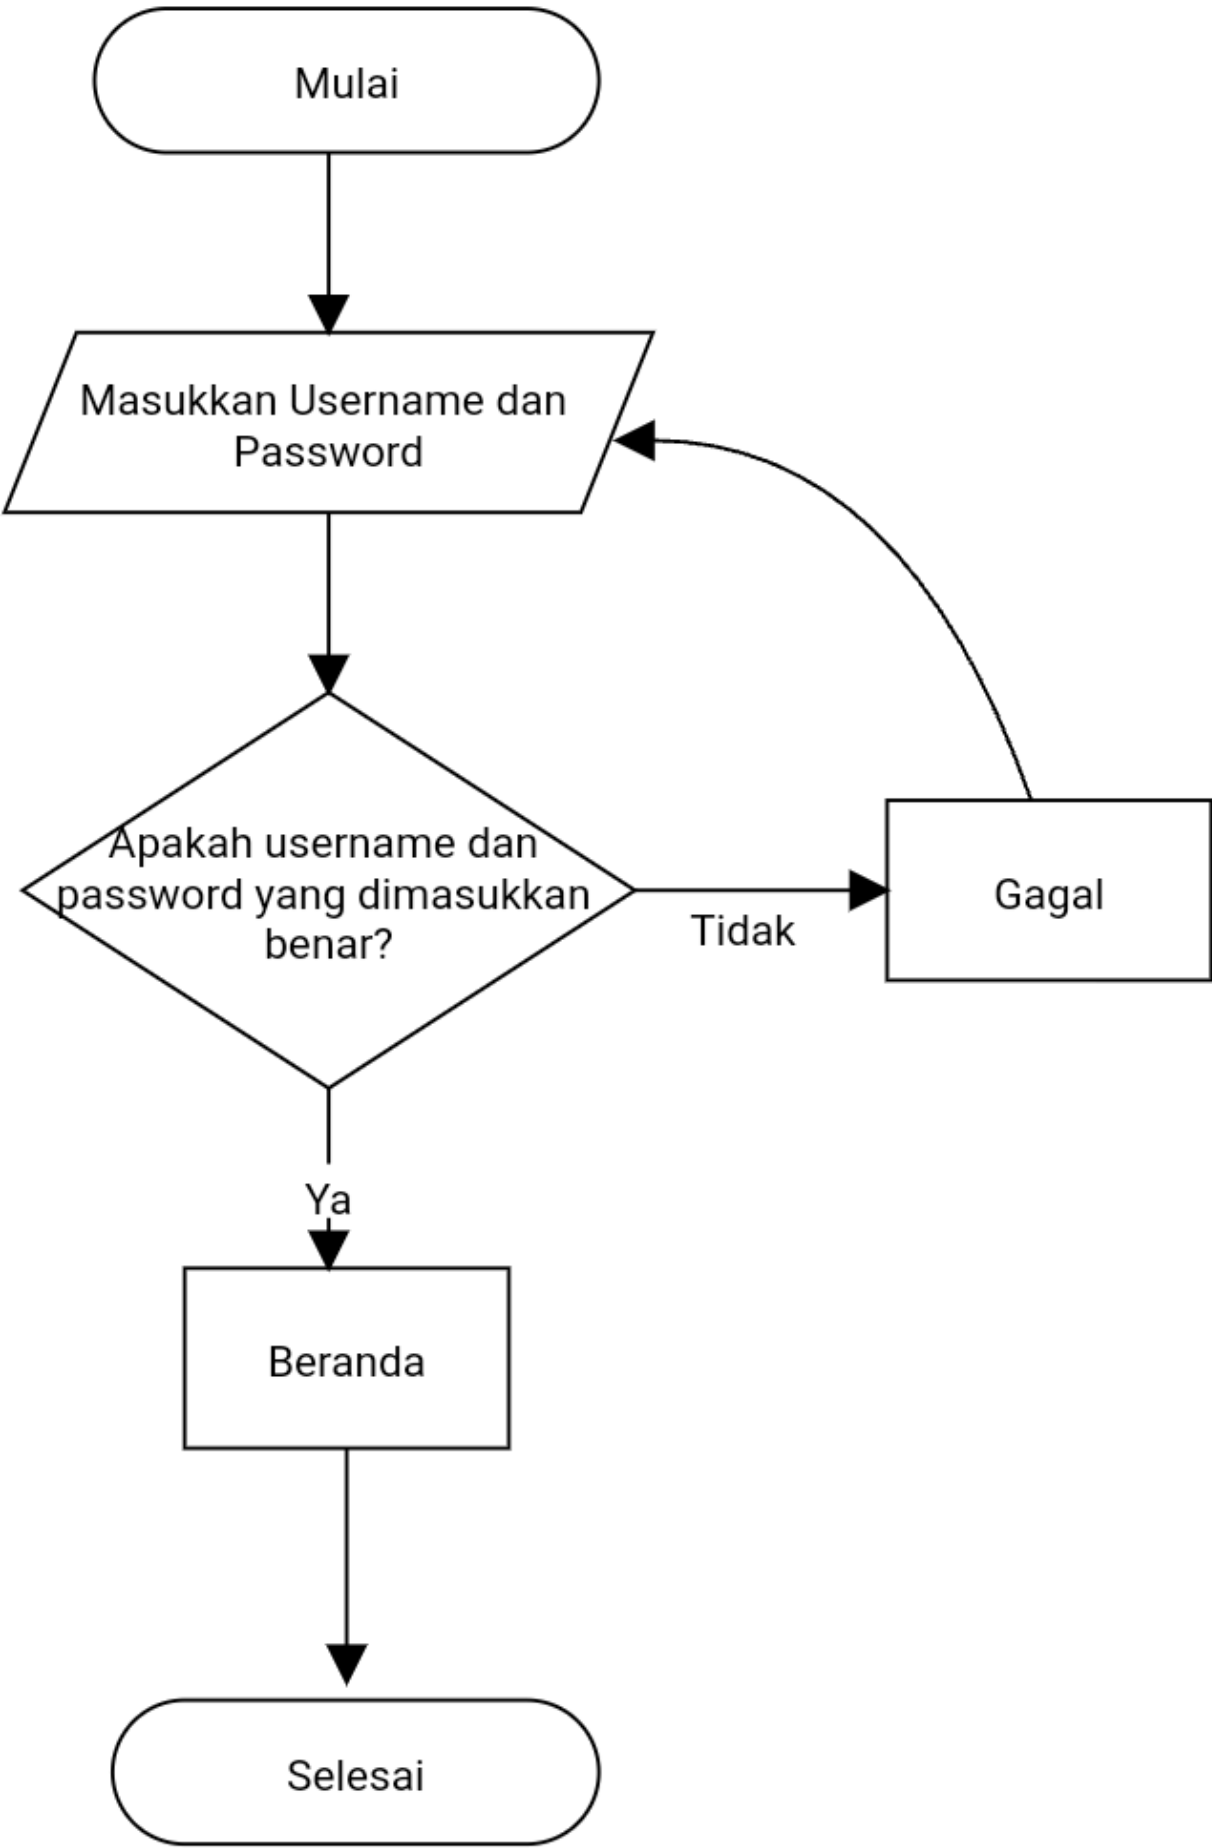 Mulai
Masukkan Username dan
Password
Apakah username dan
password yang dimasukkan
benar?
Tidak
Gagal
Ya
Beranda
Selesai